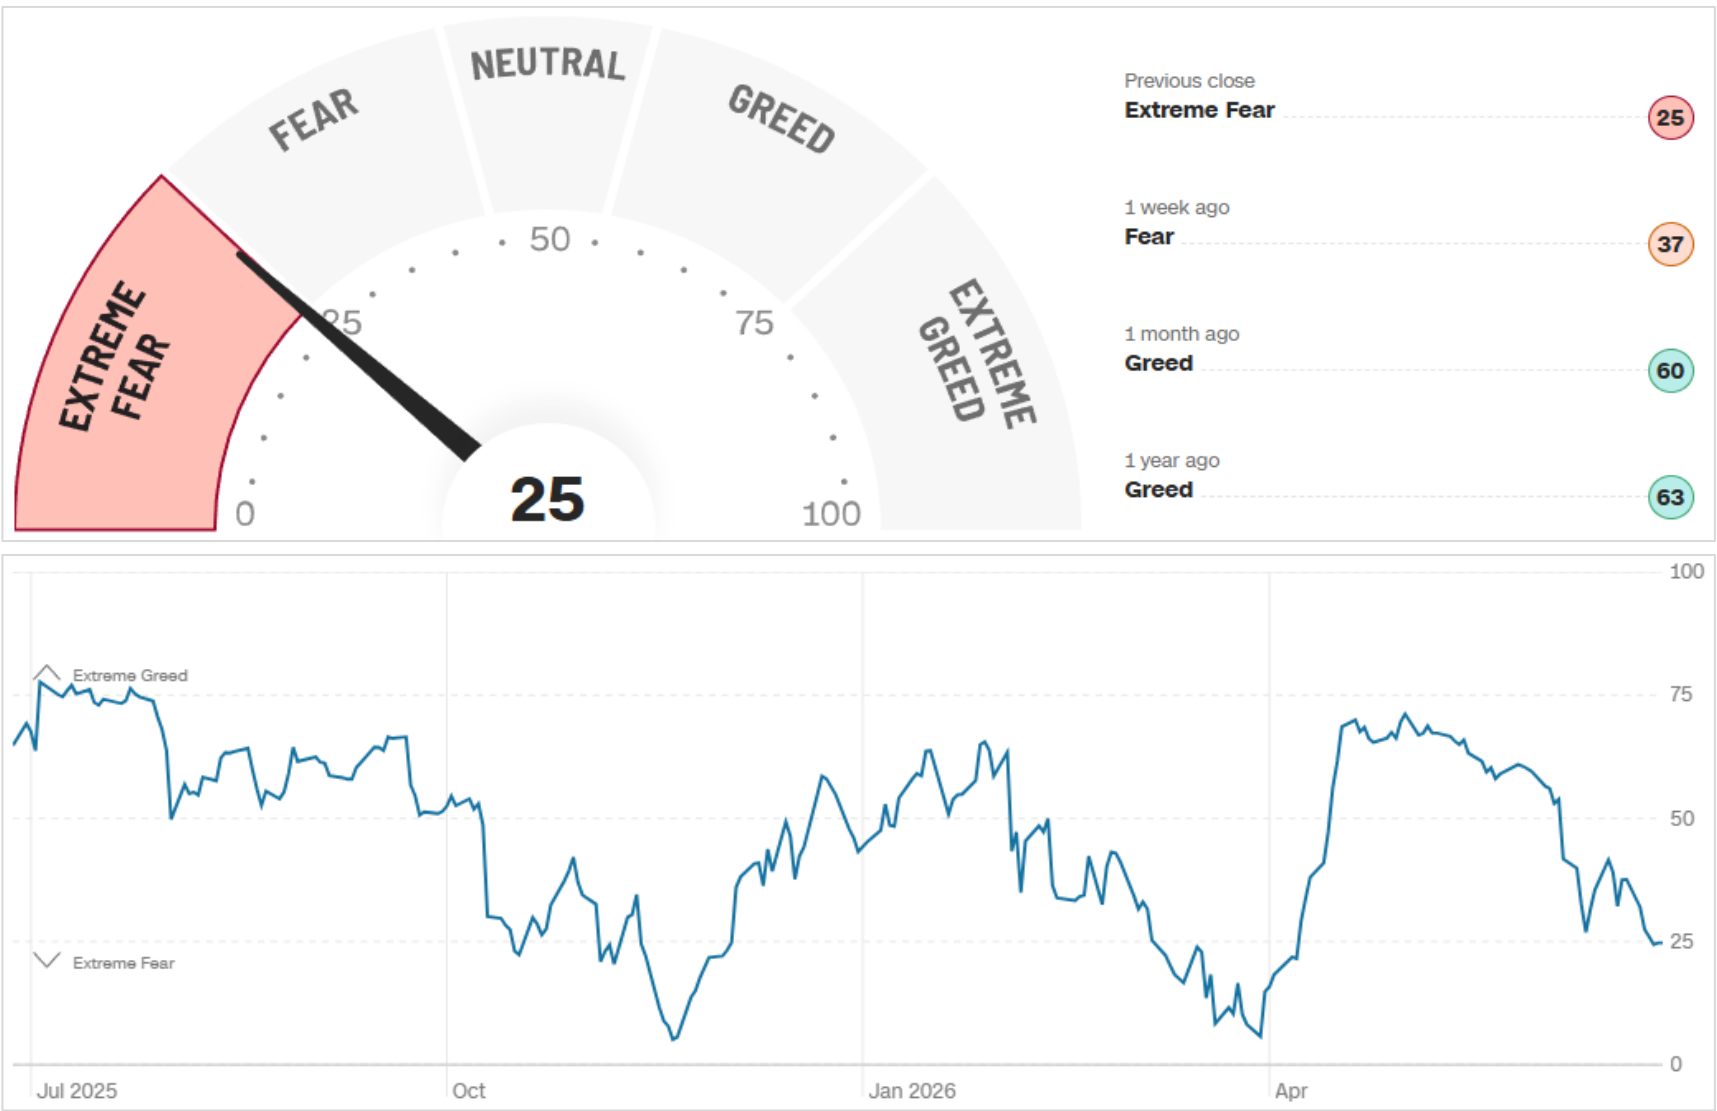 EXTREME
FEAR
FEAR
NEUTRAL
GREED
EXTREME
GREED
0
25
50
75
100
25
Previous close
Extreme Fear
25
1 week ago
Fear
37
1 month ago
Greed
60
1 year ago
Greed
63
100
Extreme Greed
75
50
25
Extreme Fear
0
Jul 2025
Oct
Jan 2026
Apr